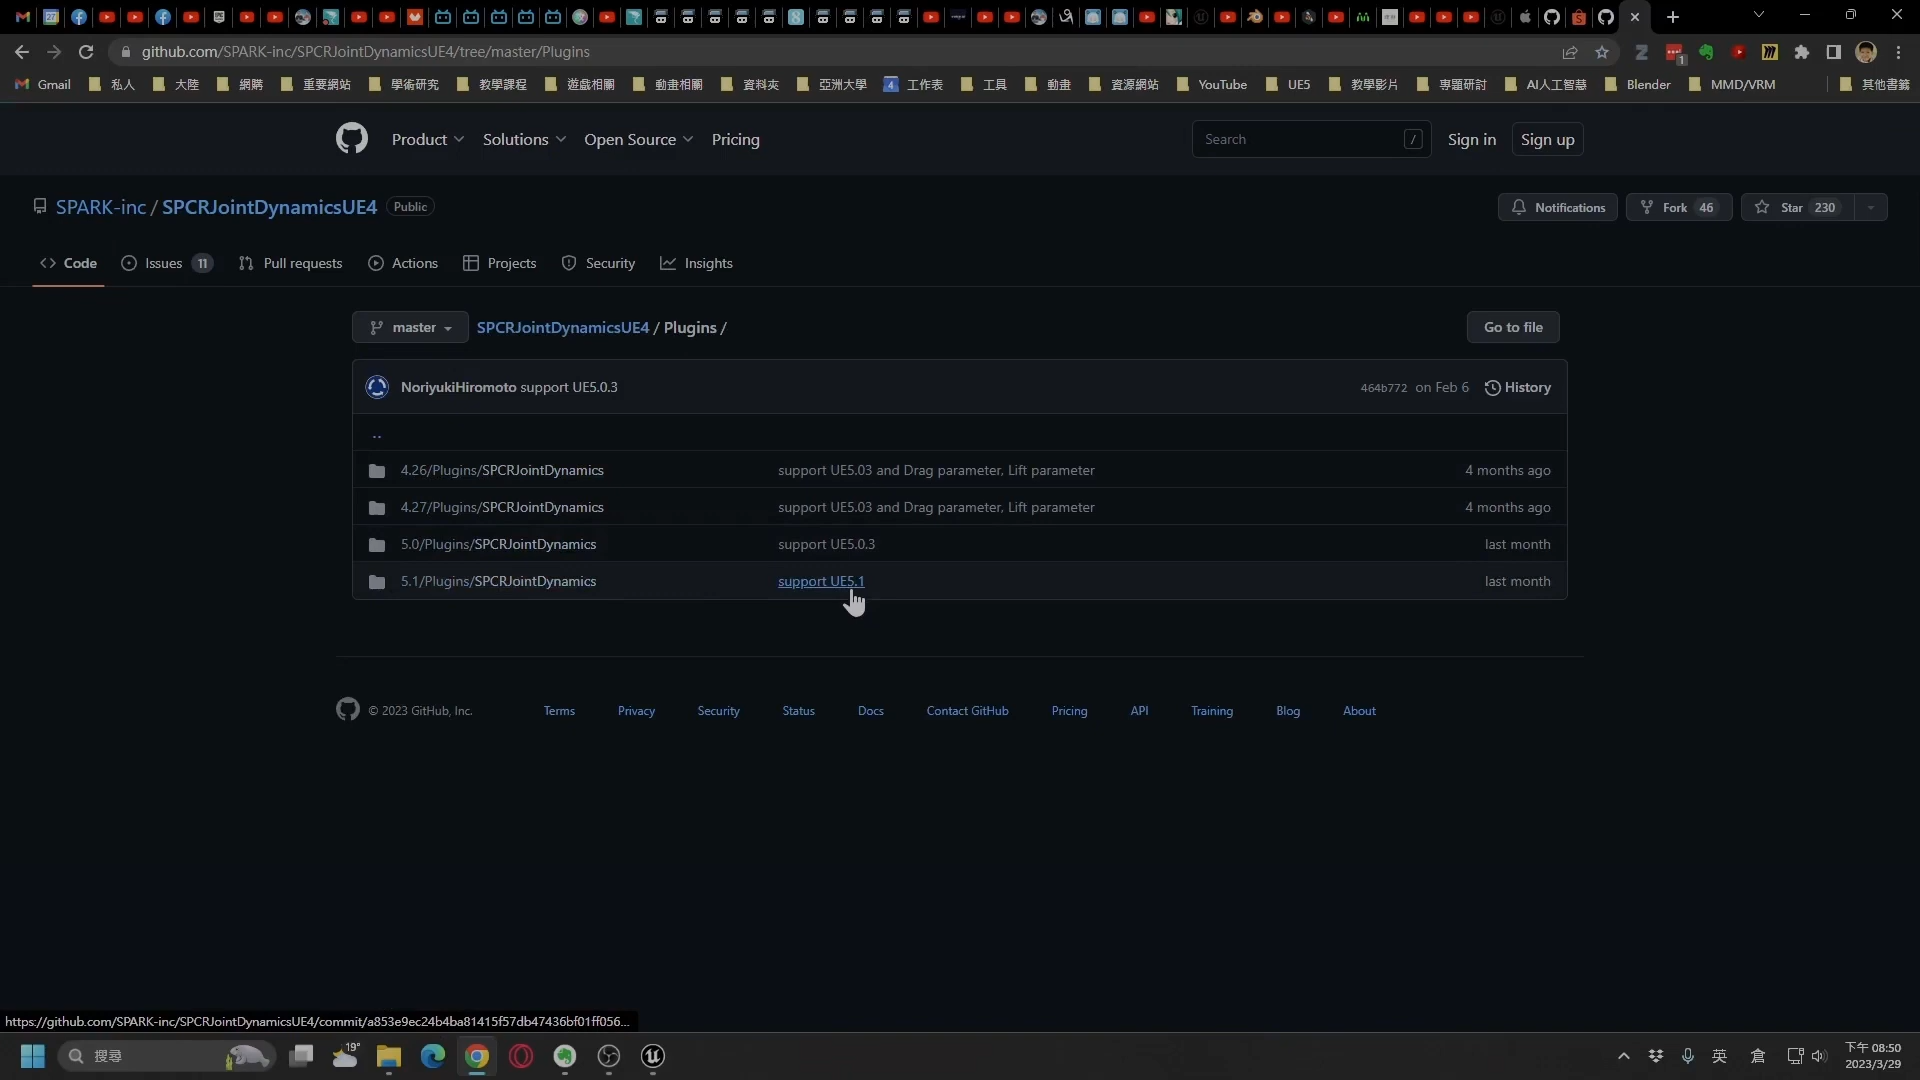 github.com/SPARK-inc/SPCRJointDynamicsUE4/tree/master/Plugins
1
Gmail 私人 大陸 網購 重要網站 學術研究 教學課程 遊戲相關 動畫相關 資料夾 亞洲大學 4 工作表 工具 動畫 資源網站 YouTube UE5 教學影片 專題研討 AI人工智慧 Blender MMD/VRM 其他書籤
Product Solutions Open Source Pricing Search / Sign in Sign up
SPARK-inc / SPCRJointDynamicsUE4 Public Notifications Fork 46 Star 230
Code Issues 11 Pull requests Actions Projects Security Insights
master SPCRJointDynamicsUE4 / Plugins / Go to file
NoriyukiHiromoto support UE5.0.3 464b772 on Feb 6 History
..
4.26/Plugins/SPCRJointDynamics support UE5.03 and Drag parameter, Lift parameter 4 months ago
4.27/Plugins/SPCRJointDynamics support UE5.03 and Drag parameter, Lift parameter 4 months ago
5.0/Plugins/SPCRJointDynamics support UE5.0.3 last month
5.1/Plugins/SPCRJointDynamics support UE5.1 last month
© 2023 GitHub, Inc. Terms Privacy Security Status Docs Contact GitHub Pricing API Training Blog About
https://github.com/SPARK-inc/SPCRJointDynamicsUE4/commit/a853e9ec24b4ba81415f57db47436bf01ff056...
搜尋 19° 英 倉 下午 08:50
2023/3/29